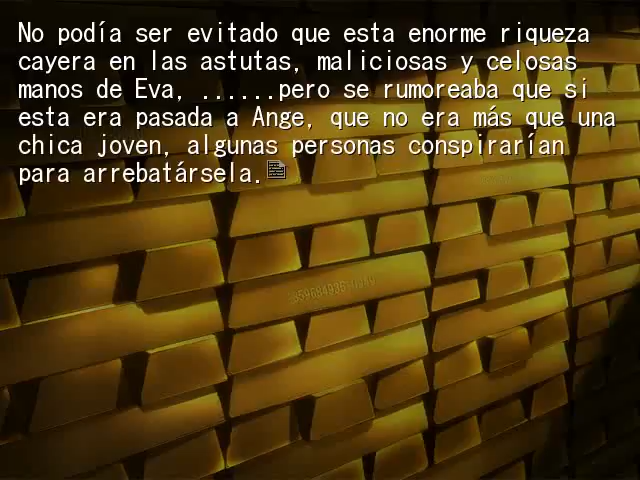 No podía ser evitado que esta enorme riqueza
cayera en las astutas, maliciosas y celosas
manos de Eva, ......pero se rumoreaba que si
esta era pasada a Ange, que no era más que una
chica joven, algunas personas conspirarían
para arrebatársela.